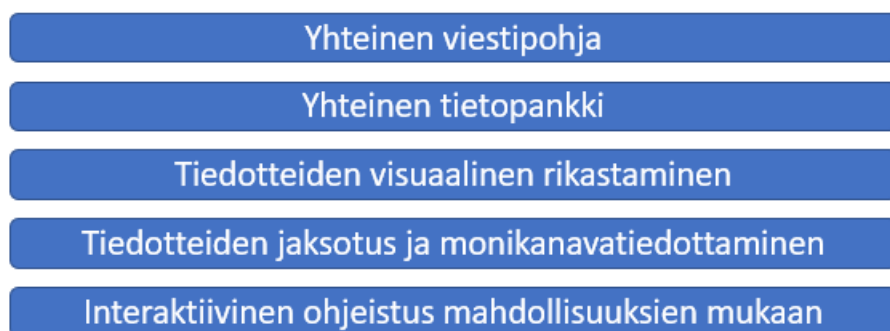 Yhteinen viestipohja
Yhteinen tietopankki
Tiedotteiden visuaalinen rikastaminen
Tiedotteiden jaksotus ja monikanavatiedottaminen
Interaktiivinen ohjeistus mahdollisuuksien mukaan